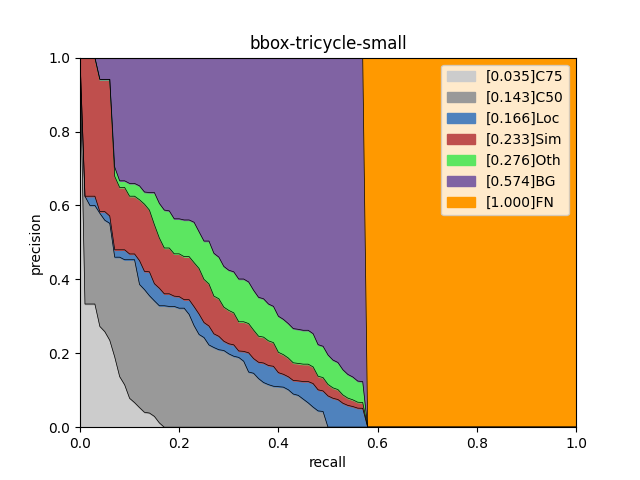 bbox-tricycle-small
1.0
0.8
0.6
0.4
0.2
0.0
precision
[0.035]C75
[0.143]C50
[0.166]Loc
[0.233]Sim
[0.276]Oth
[0.574]BG
[1.000]FN
0.0 0.2 0.4 0.6 0.8 1.0
recall